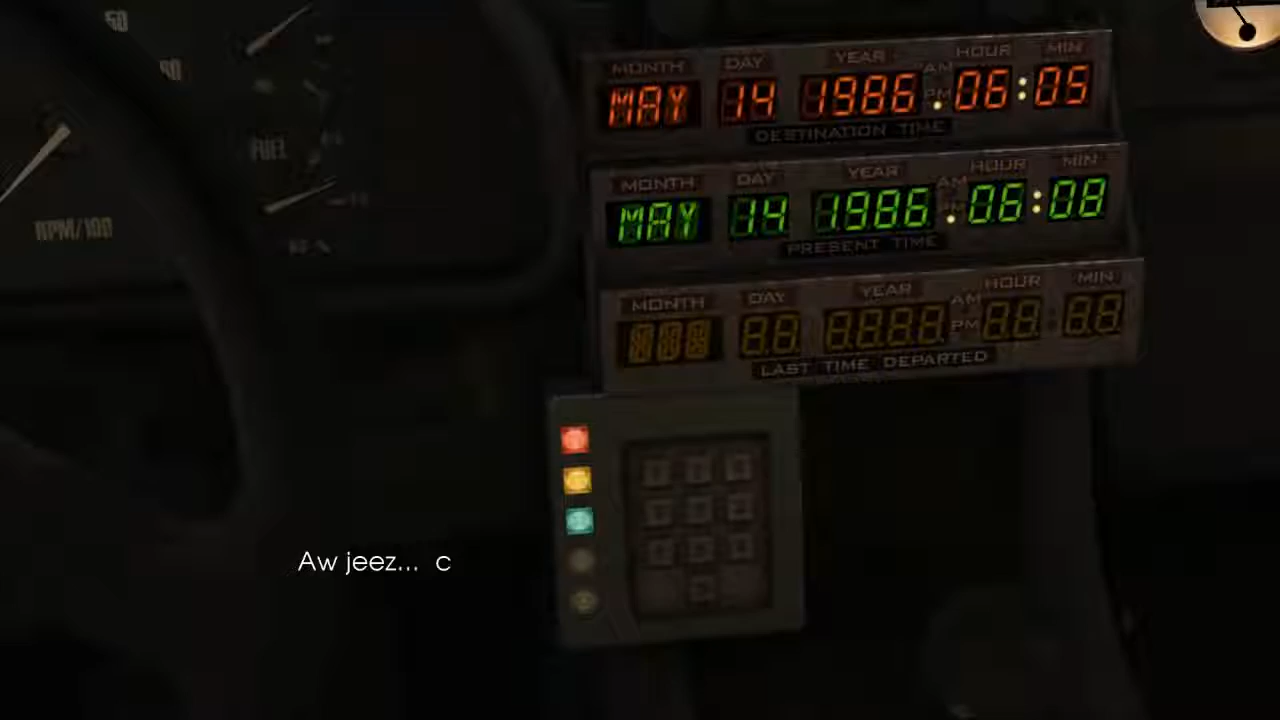 50
60
FUEL
RPM/100
MONTH DAY YEAR HOUR MIN
MAY 14 1986 AM PM 06:05
DESTINATION TIME
MONTH DAY YEAR HOUR MIN
MAY 14 1986 AM PM 06:08
PRESENT TIME
MONTH DAY YEAR HOUR MIN
AM PM
LAST TIME DEPARTED
Aw jeez... c